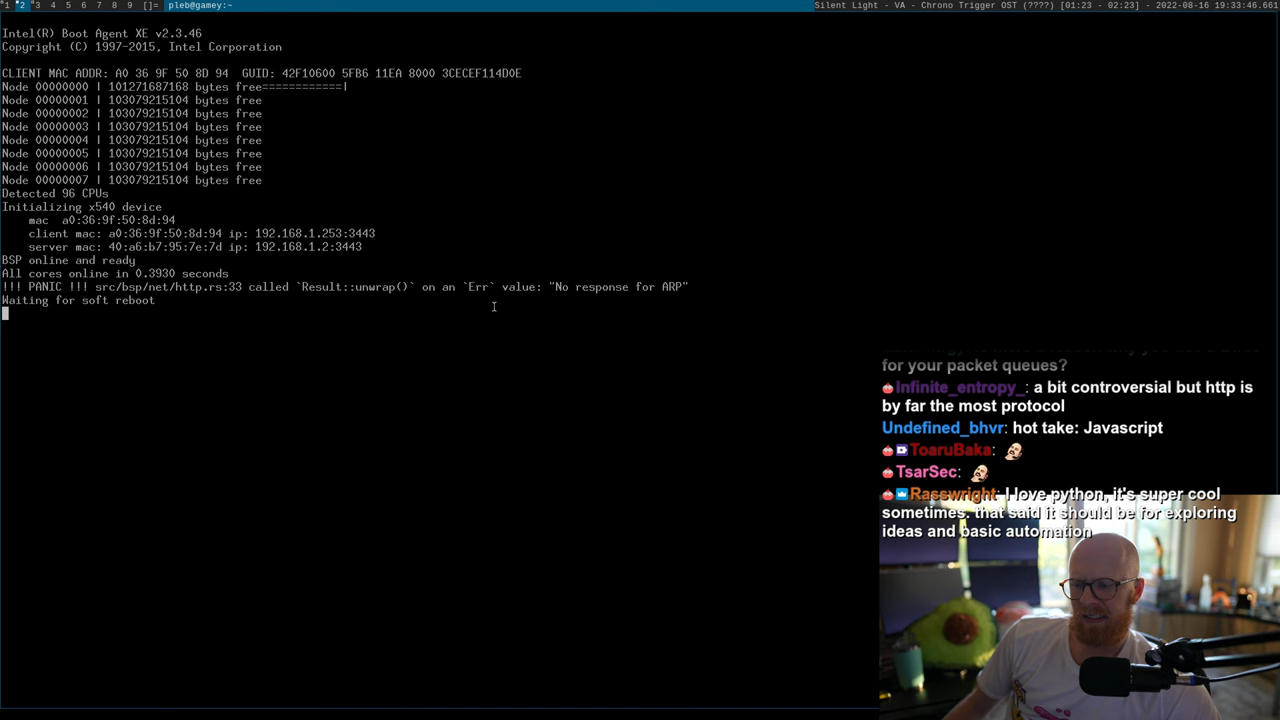 1 2 3 4 5 6 7 8 9 []= pleb@gamey:~ Silent Light - VA - Chrono Trigger OST (????) [01:23 - 02:23] - 2022-08-16 19:33:46.661
Intel(R) Boot Agent XE v2.3.46
Copyright (C) 1997-2015, Intel Corporation
CLIENT MAC ADDR: A0 36 9F 50 8D 94  GUID: 42F10600 5FB6 11EA 8000 3CECEF114D0E
Node 00000000 | 101271687168 bytes free============|
Node 00000001 | 103079215104 bytes free
Node 00000002 | 103079215104 bytes free
Node 00000003 | 103079215104 bytes free
Node 00000004 | 103079215104 bytes free
Node 00000005 | 103079215104 bytes free
Node 00000006 | 103079215104 bytes free
Node 00000007 | 103079215104 bytes free
Detected 96 CPUs
Initializing x540 device
mac  a0:36:9f:50:8d:94
client mac: a0:36:9f:50:8d:94 ip: 192.168.1.253:3443
server mac: 40:a6:b7:95:7e:7d ip: 192.168.1.2:3443
BSP online and ready
All cores online in 0.3930 seconds
!!! PANIC !!! src/bsp/net/http.rs:33 called `Result::unwrap()` on an `Err` value: "No response for ARP"
Waiting for soft reboot
for your packet queues?
Infinite_entropy_: a bit controversial but http is
by far the most protocol
Undefined_bhvr: hot take: Javascript
ToaruBaka:
TsarSec:
Rasswright: I love python, it's super cool
sometimes. that said it should be for exploring
ideas and basic automation